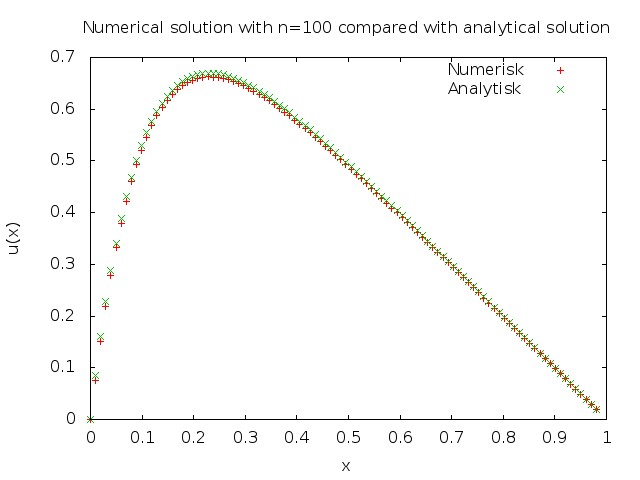 Numerical solution with n=100 compared with analytical solution
0.7
Numerisk
Analytisk
0.6
0.5
0.4
u(x)
0.3
0.2
0.1
0
0 0.1 0.2 0.3 0.4 0.5 0.6 0.7 0.8 0.9 1
x